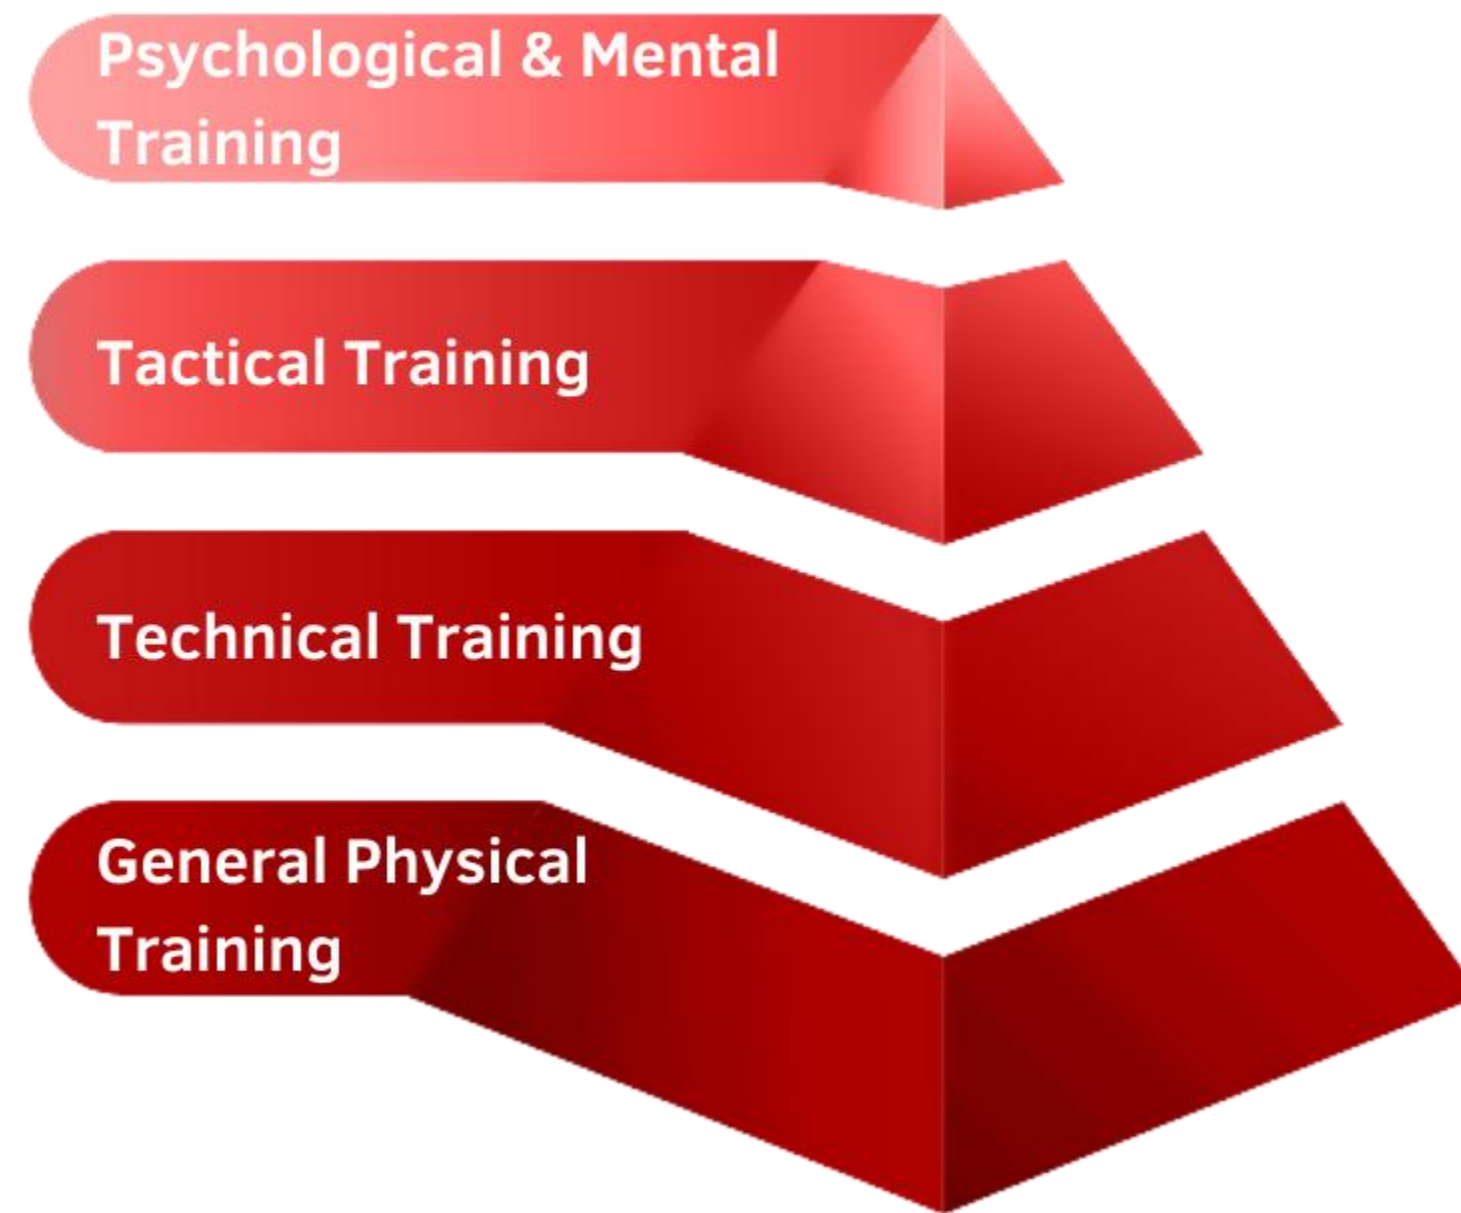 Psychological & Mental
Training
Tactical Training
Technical Training
General Physical
Training